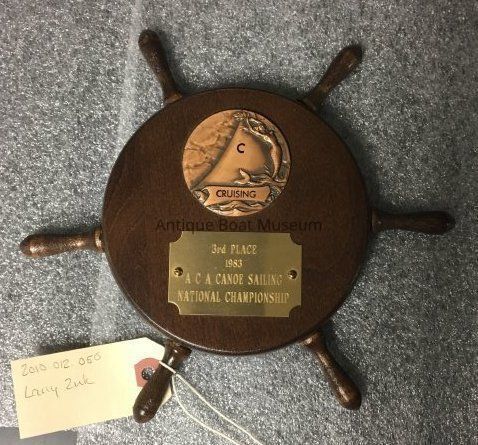 C
CRUISING
Antique Boat Museum
3rd PLACE
1983
A C A CANOE SAILING
NATIONAL CHAMPIONSHIP
2010.012.050
Larry Zuk